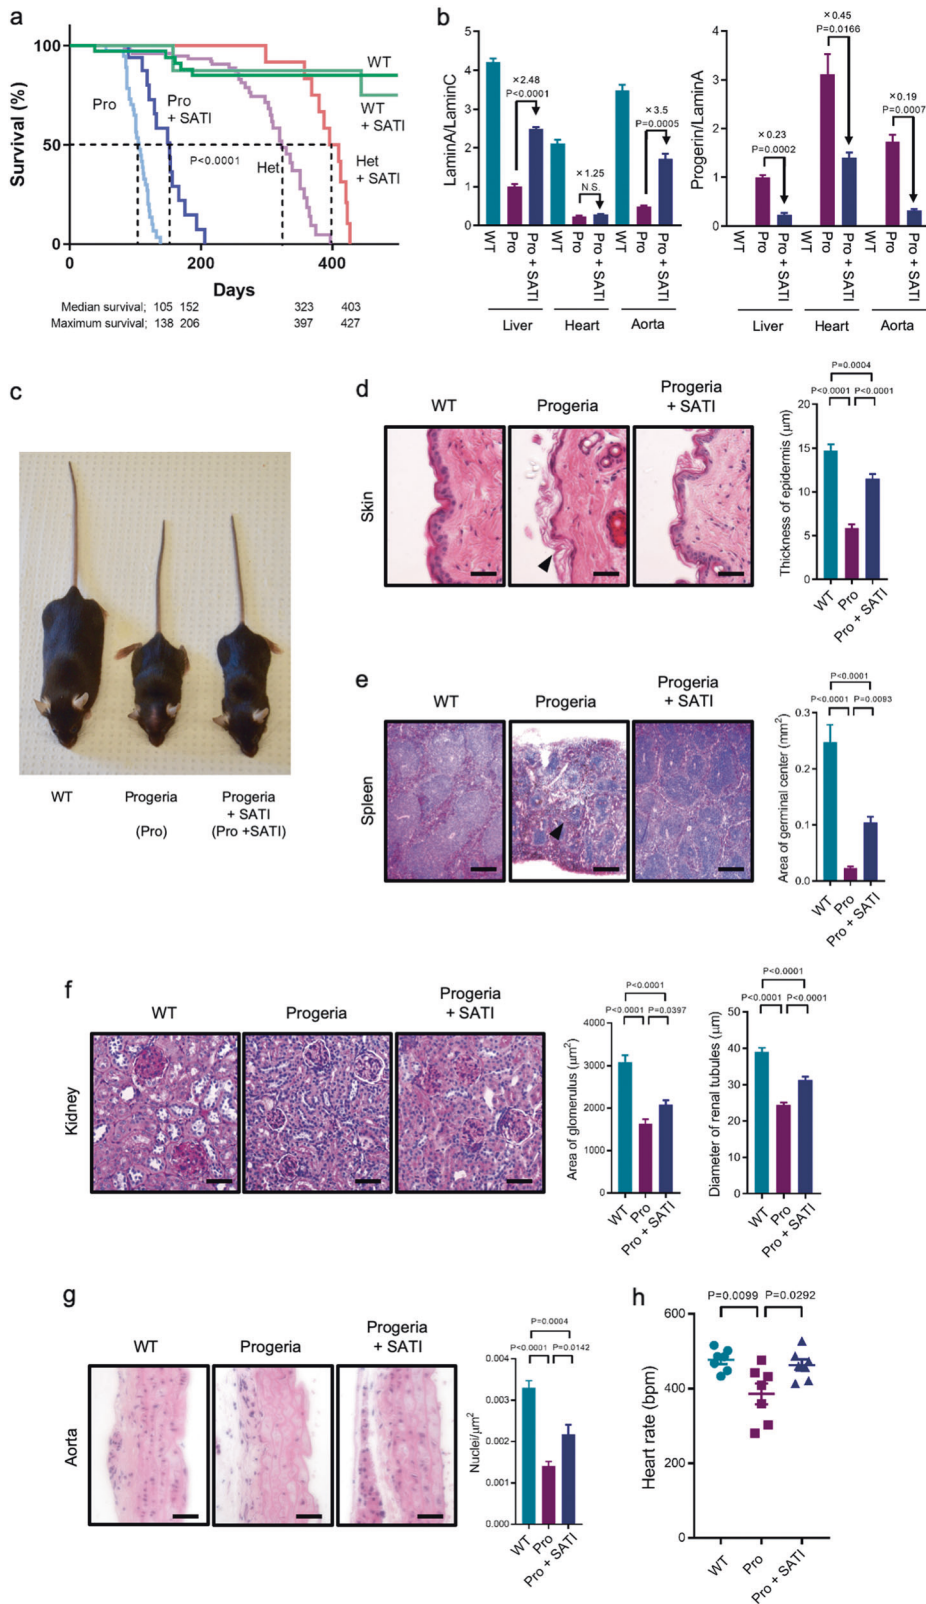 a
Survival (%)
100
50
0
Pro
Pro
+ SATI
P<0.0001
Het
WT
WT
+ SATI
Het
+ SATI
0
200
400
Days
Median survival; 105 152 323 403
Maximum survival; 138 206 397 427
b
LaminA/LaminC
5
4
3
2
1
0
×2.48
P<0.0001
×1.25
N.S.
×3.5
P=0.0005
WT
Pro
Pro + SATI
WT
Pro
Pro + SATI
WT
Pro
Pro + SATI
Liver
Heart
Aorta
Progerin/LaminA
4
3
2
1
0
×0.23
P=0.0002
×0.45
P=0.0166
×0.19
P=0.0007
WT
Pro
Pro + SATI
WT
Pro
Pro + SATI
WT
Pro
Pro + SATI
Liver
Heart
Aorta
c
WT
Progeria
(Pro)
Progeria
+ SATI
(Pro +SATI)
d
WT
Progeria
Progeria
+ SATI
Skin
P=0.0004
P<0.0001
P<0.0001
Thickness of epidermis (µm)
20
15
10
5
0
WT
Pro
Pro + SATI
e
WT
Progeria
Progeria
+ SATI
Spleen
P<0.0001
P<0.0001
P=0.0093
Area of germinal center (mm²)
0.3
0.2
0.1
0.0
WT
Pro
Pro + SATI
f
WT
Progeria
Progeria
+ SATI
Kidney
P<0.0001
P<0.0001
P=0.0397
Area of glomerulus (µm²)
4000
3000
2000
1000
0
WT
Pro
Pro + SATI
P<0.0001
P<0.0001
P<0.0001
Diameter of renal tubules (µm)
50
40
30
20
10
0
WT
Pro
Pro + SATI
g
WT
Progeria
Progeria
+ SATI
Aorta
P=0.0004
P<0.0001
P=0.0142
Nuclei/µm²
0.004
0.003
0.002
0.001
0.000
WT
Pro
Pro + SATI
h
P=0.0099
P=0.0292
Heart rate (bpm)
600
400
200
0
WT
Pro
Pro + SATI